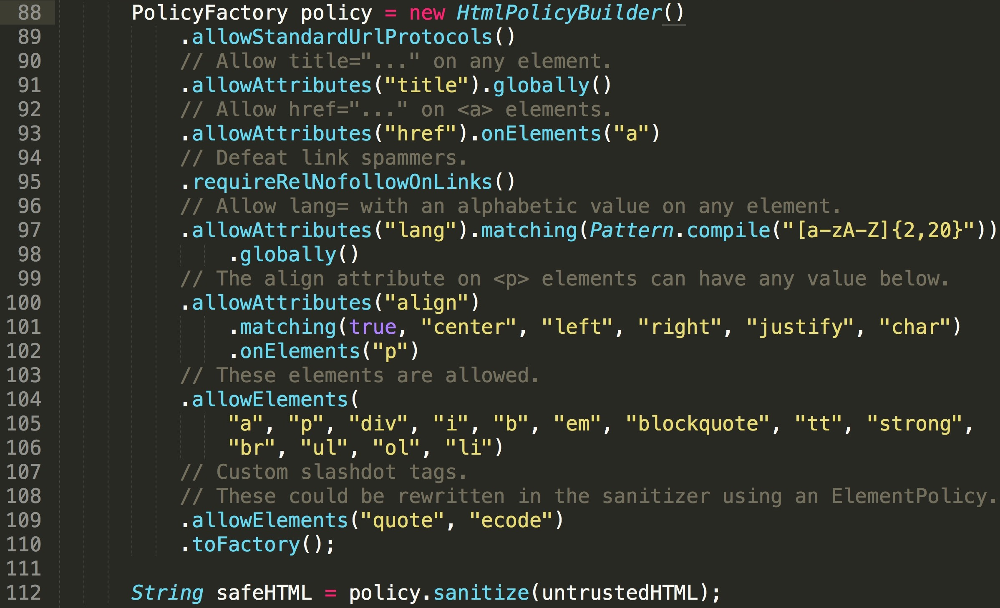 88 PolicyFactory policy = new HtmlPolicyBuilder()
89 .allowStandardUrlProtocols()
90 // Allow title="..." on any element.
91 .allowAttributes("title").globally()
92 // Allow href="..." on <a> elements.
93 .allowAttributes("href").onElements("a")
94 // Defeat link spammers.
95 .requireRelNofollowOnLinks()
96 // Allow lang= with an alphabetic value on any element.
97 .allowAttributes("lang").matching(Pattern.compile("[a-zA-Z]{2,20}"))
98 .globally()
99 // The align attribute on <p> elements can have any value below.
100 .allowAttributes("align")
101 .matching(true, "center", "left", "right", "justify", "char")
102 .onElements("p")
103 // These elements are allowed.
104 .allowElements(
105 "a", "p", "div", "i", "b", "em", "blockquote", "tt", "strong",
106 "br", "ul", "ol", "li")
107 // Custom slashdot tags.
108 // These could be rewritten in the sanitizer using an ElementPolicy.
109 .allowElements("quote", "ecode")
110 .toFactory();
111
112 String safeHTML = policy.sanitize(untrustedHTML);